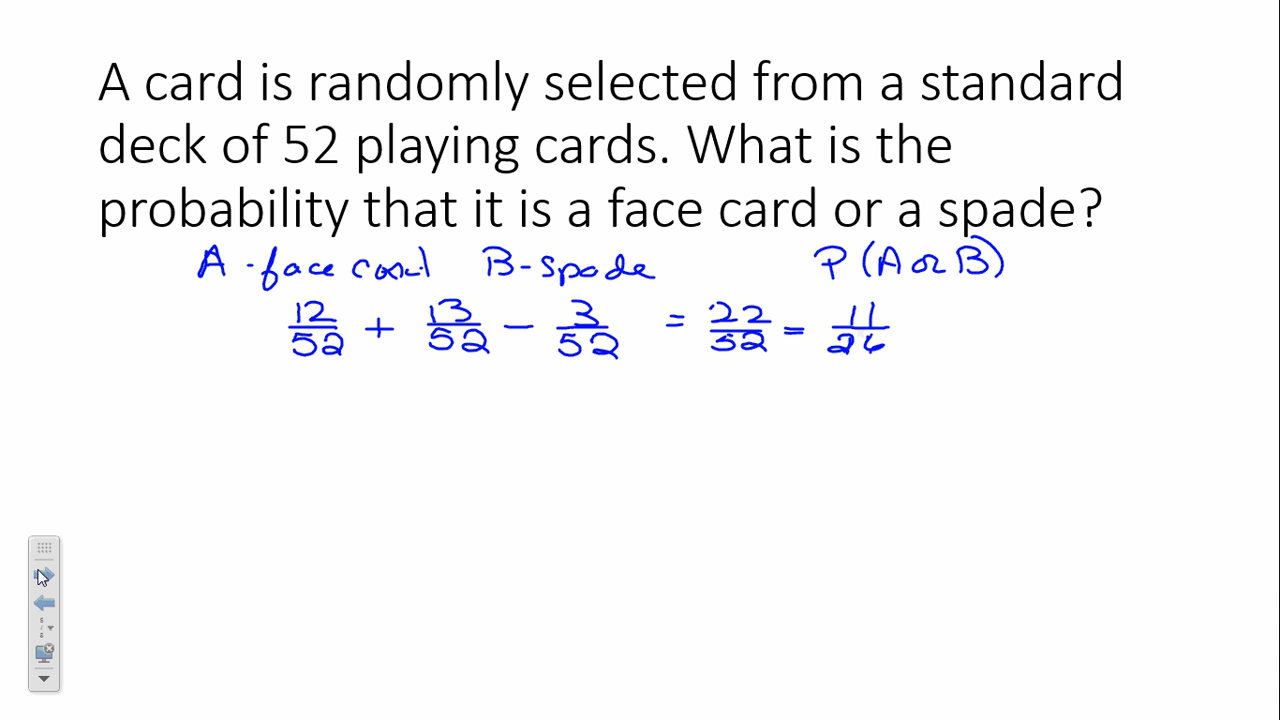 A card is randomly selected from a standard
deck of 52 playing cards. What is the
probability that it is a face card or a spade?
A - face card B - spade P (A or B)
12/52 + 13/52 - 3/52 = 22/52 = 11/26